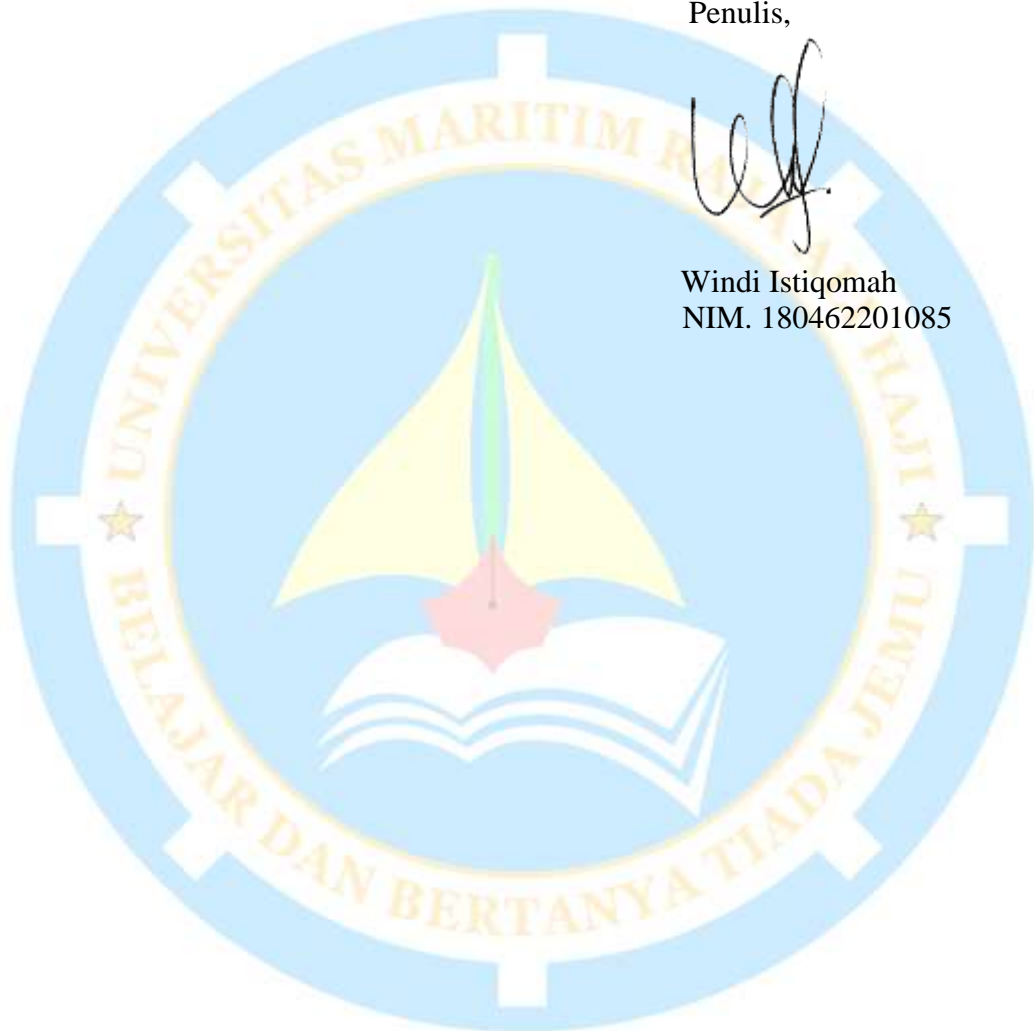 Penulis,
Windi Istiqomah
NIM. 180462201085
UNIVERSITAS MARITIM RAJA ALI HAJI
BELAJAR DAN BERTANYA TIADA JEMU